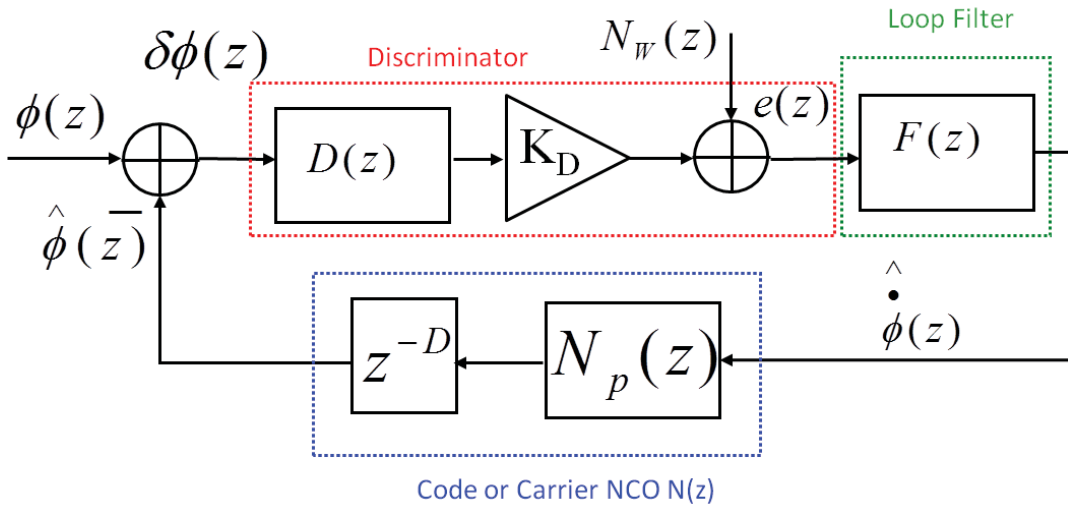 Loop Filter
Discriminator
N_W(z)
δϕ(z)
ϕ(z)
D(z)
K_D
e(z)
F(z)
ϕ̂(z)
−
ϕ̇̂(z)
z^{-D}
N_p(z)
Code or Carrier NCO N(z)